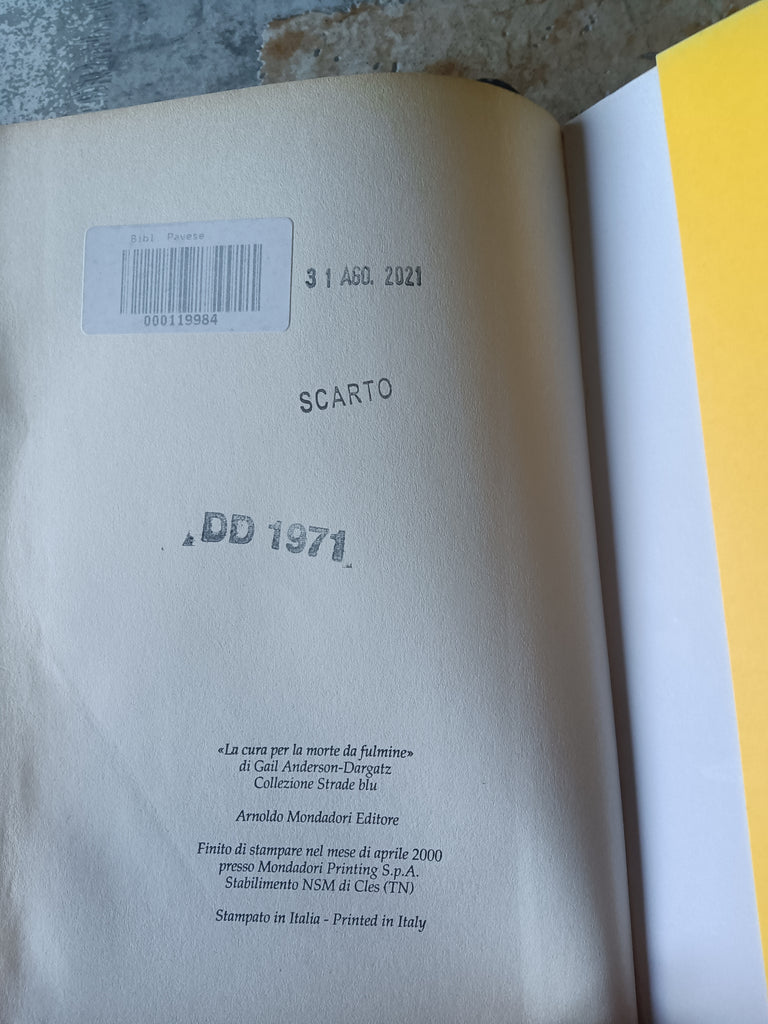 Bibl Pavese
000119984
31 AGO. 2021
SCARTO
DD 1971
«La cura per la morte da fulmine»
di Gail Anderson-Dargatz
Collezione Strade blu
Arnoldo Mondadori Editore
Finito di stampare nel mese di aprile 2000
presso Mondadori Printing S.p.A.
Stabilimento NSM di Cles (TN)
Stampato in Italia - Printed in Italy